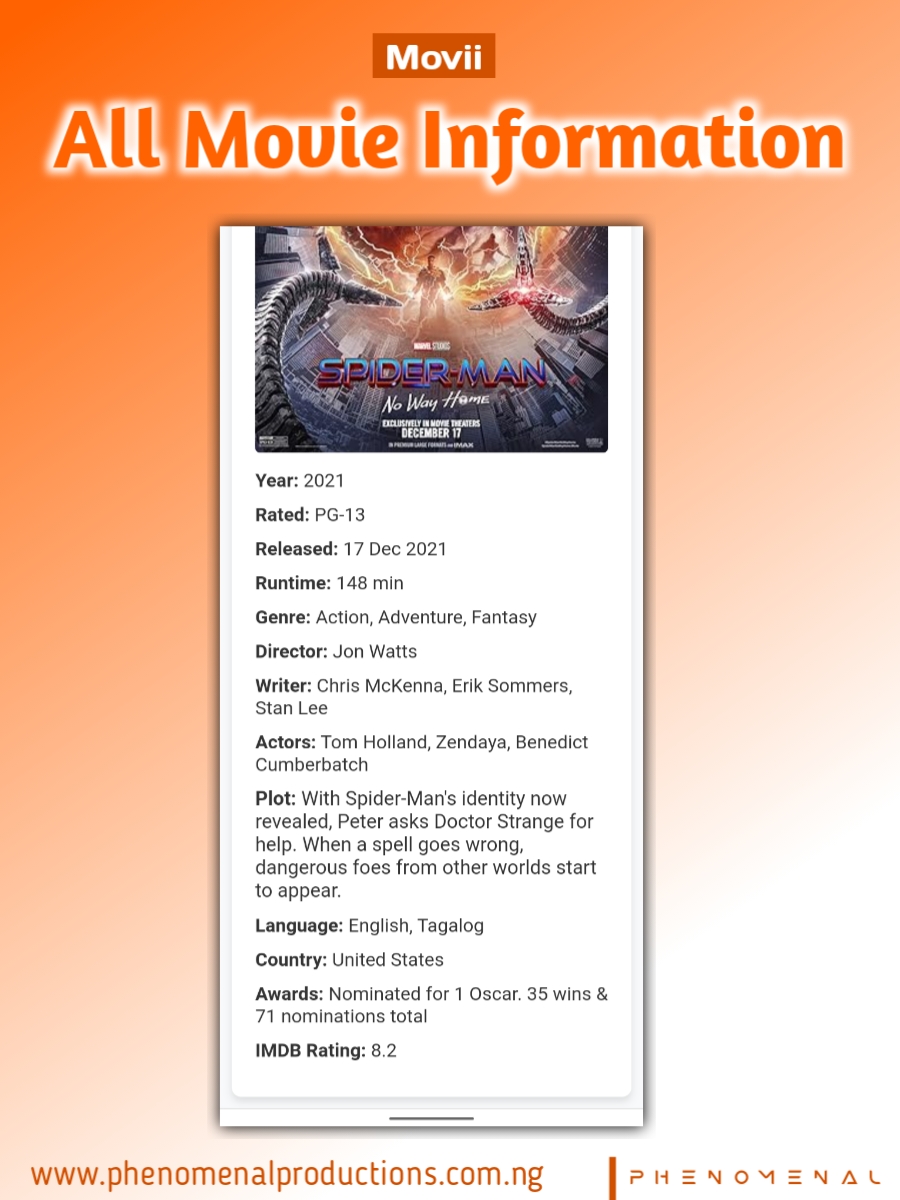 Movii
All Movie Information
MARVEL STUDIOS
SPIDER-MAN
No Way Home
EXCLUSIVELY IN MOVIE THEATERS
DECEMBER 17
IN PREMIUM LARGE FORMATS AND IMAX
Year: 2021
Rated: PG-13
Released: 17 Dec 2021
Runtime: 148 min
Genre: Action, Adventure, Fantasy
Director: Jon Watts
Writer: Chris McKenna, Erik Sommers,
Stan Lee
Actors: Tom Holland, Zendaya, Benedict
Cumberbatch
Plot: With Spider-Man's identity now
revealed, Peter asks Doctor Strange for
help. When a spell goes wrong,
dangerous foes from other worlds start
to appear.
Language: English, Tagalog
Country: United States
Awards: Nominated for 1 Oscar. 35 wins &
71 nominations total
IMDB Rating: 8.2
www.phenomenalproductions.com.ng
PHENOMENAL